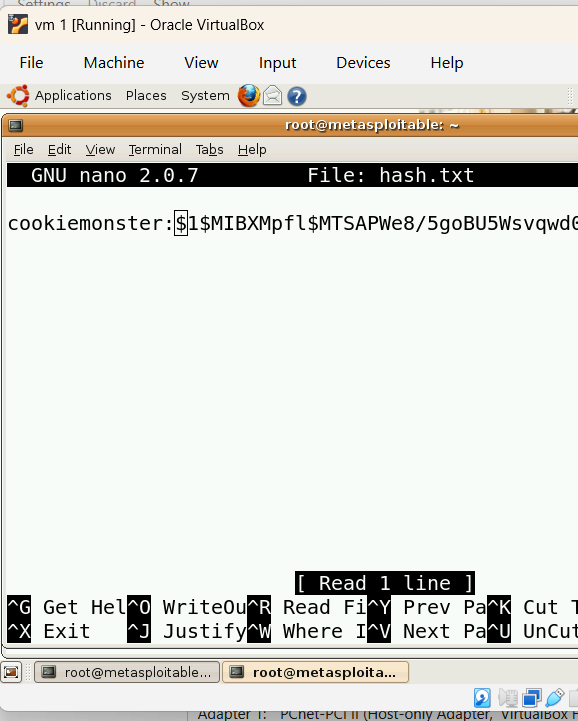 Settings Discard Show
vm 1 [Running] - Oracle VirtualBox
File Machine View Input Devices Help
Applications Places System
root@metasploitable: ~
File Edit View Terminal Tabs Help
GNU nano 2.0.7 File: hash.txt
cookiemonster:$1$MIBXMpfl$MTSAPWe8/5goBU5Wsvqwd0
[ Read 1 line ]
^G Get Hel^O WriteOu^R Read Fi^Y Prev Pa^K Cut T
^X Exit ^J Justify^W Where I^V Next Pa^U UnCut
root@metasploitable... root@metasploita...
Adapter 1: PCnet-PCI II (Host-only Adapter, 'VirtualBox H